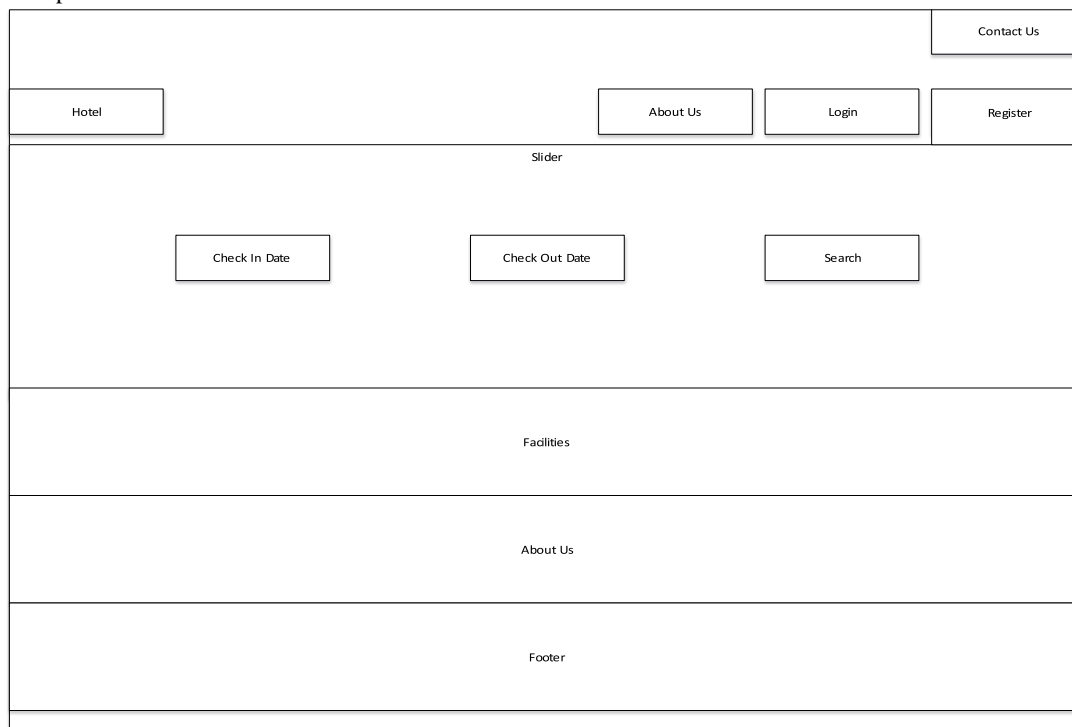 Contact Us
Hotel
About Us
Login
Register
Slider
Check In Date
Check Out Date
Search
Facilities
About Us
Footer